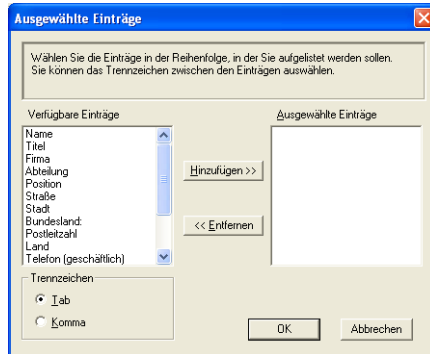 Ausgewählte Einträge
Wählen Sie die Einträge in der Reihenfolge, in der Sie aufgelistet werden sollen.
Sie können das Trennzeichen zwischen den Einträgen auswählen.
Verfügbare Einträge
Ausgewählte Einträge
Name
Titel
Firma
Abteilung
Position
Straße
Stadt
Bundesland:
Postleitzahl
Land
Telefon (geschäftlich)
Hinzufügen >>
<< Entfernen
Trennzeichen
Tab
Komma
OK
Abbrechen